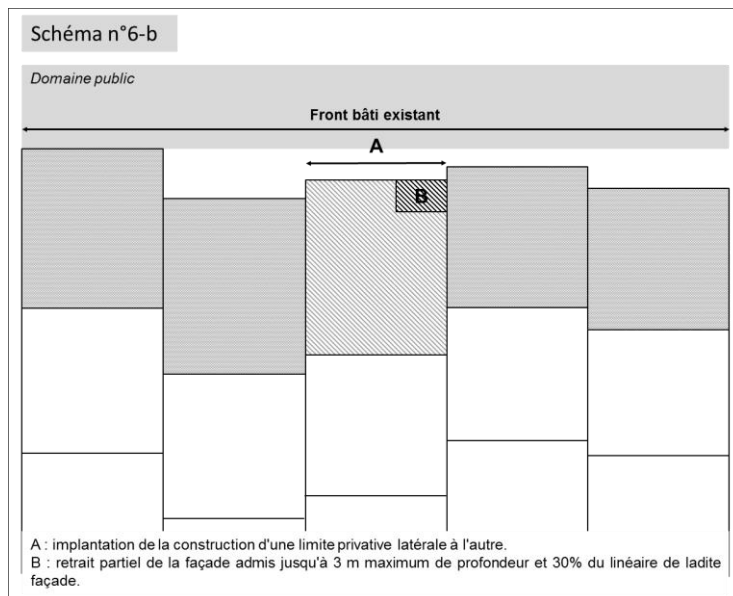 Schéma n°6-b
Domaine public
Front bâti existant
A
B
A : implantation de la construction d'une limite privative latérale à l'autre.
B : retrait partiel de la façade admis jusqu'à 3 m maximum de profondeur et 30% du linéaire de ladite
façade.